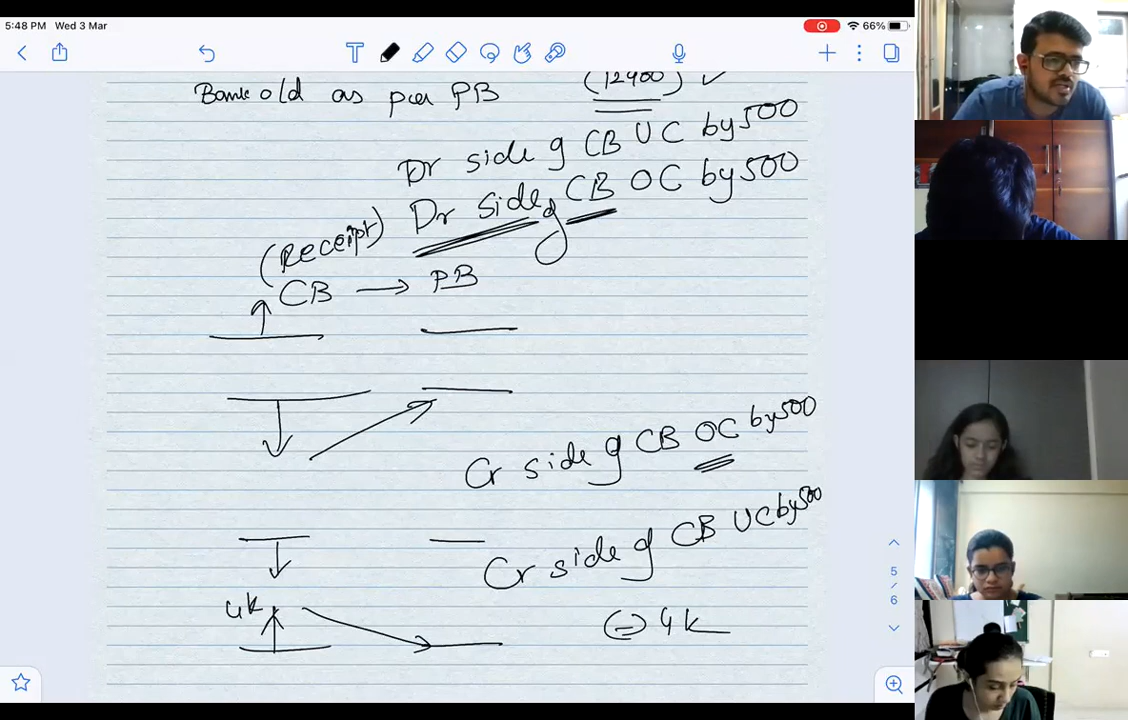 5:48 PM Wed 3 Mar
66%
Bank old as per PB (12400) ✓
Dr side of CB UC by 500
Dr side of CB OC by 500
(Receipt)
CB → PB
Cr side of CB OC by 500
Cr side of CB UC by 500
4k
(-) 4k
5
/
6